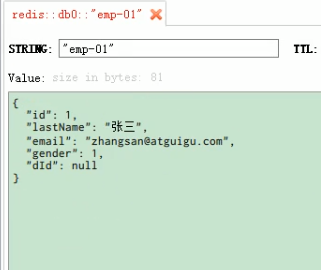 redis::db0::"emp-01"
STRING: "emp-01" TTL:
Value: size in bytes: 81
{
"id": 1,
"lastName": "张三",
"email": "zhangsan@atguigu.com",
"gender": 1,
"dId": null
}